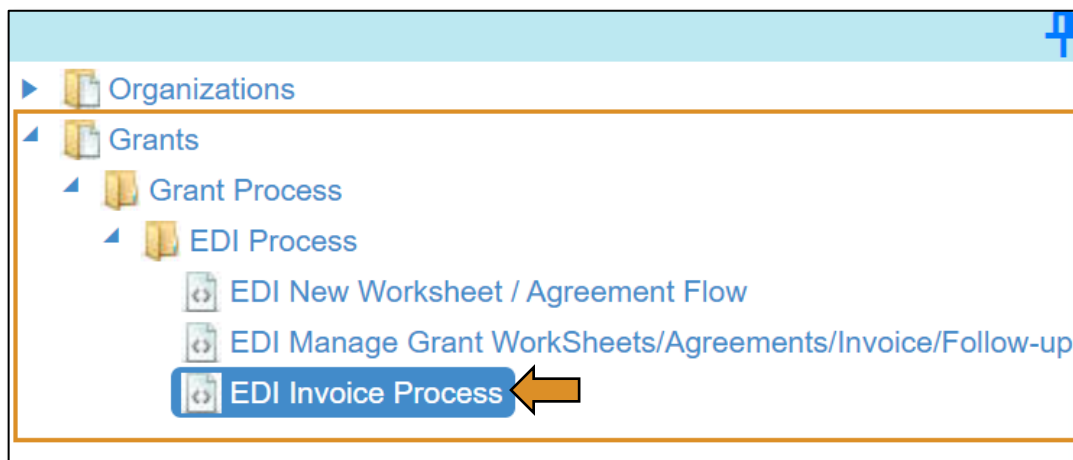 Organizations
Grants
Grant Process
EDI Process
EDI New Worksheet / Agreement Flow
EDI Manage Grant WorkSheets/Agreements/Invoice/Follow-up
EDI Invoice Process